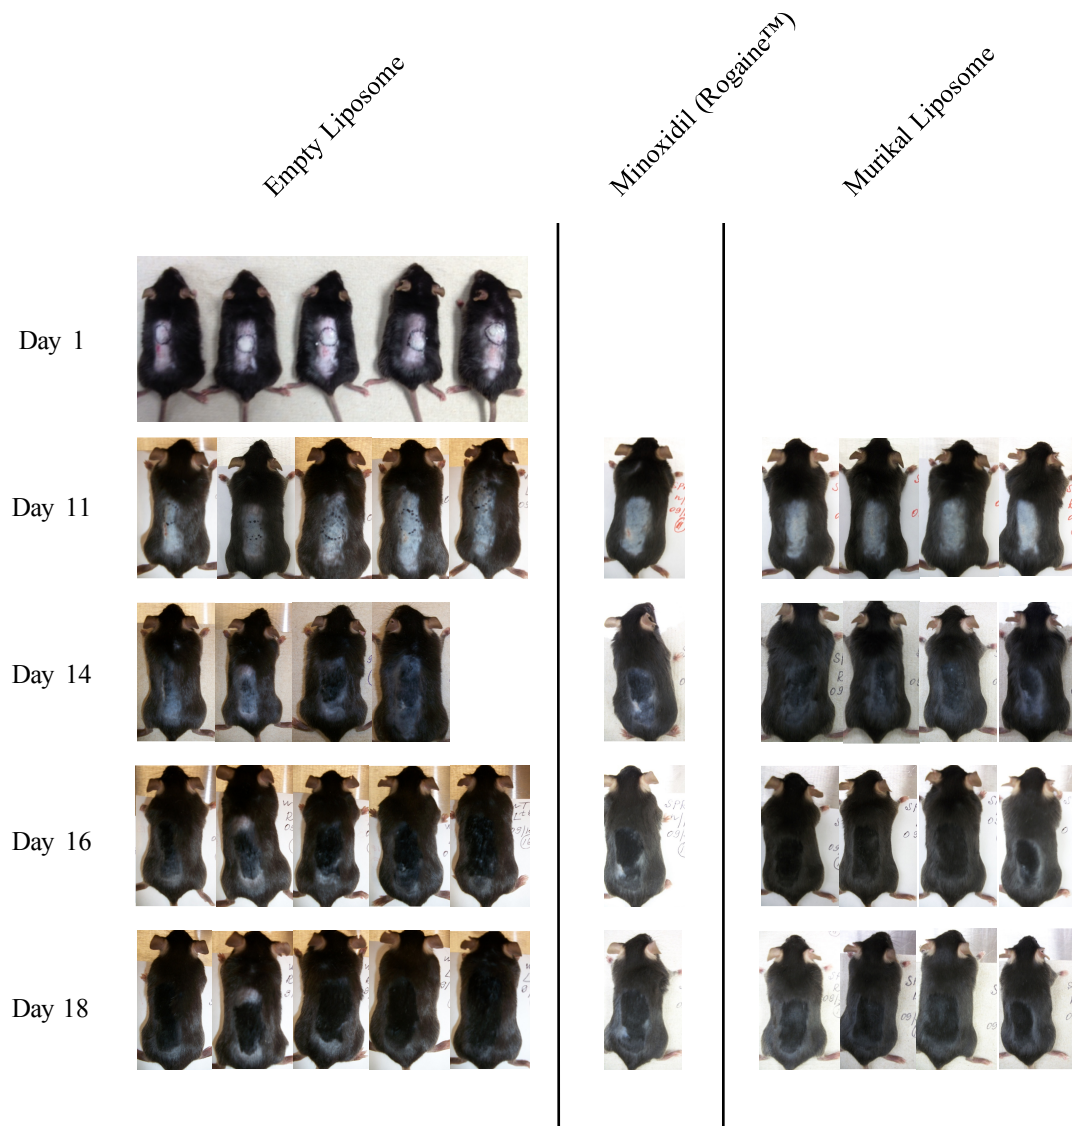 Empty Liposome
Minoxidil (Rogaine™)
Murikal Liposome
Day 1
Day 11
Day 14
Day 16
Day 18